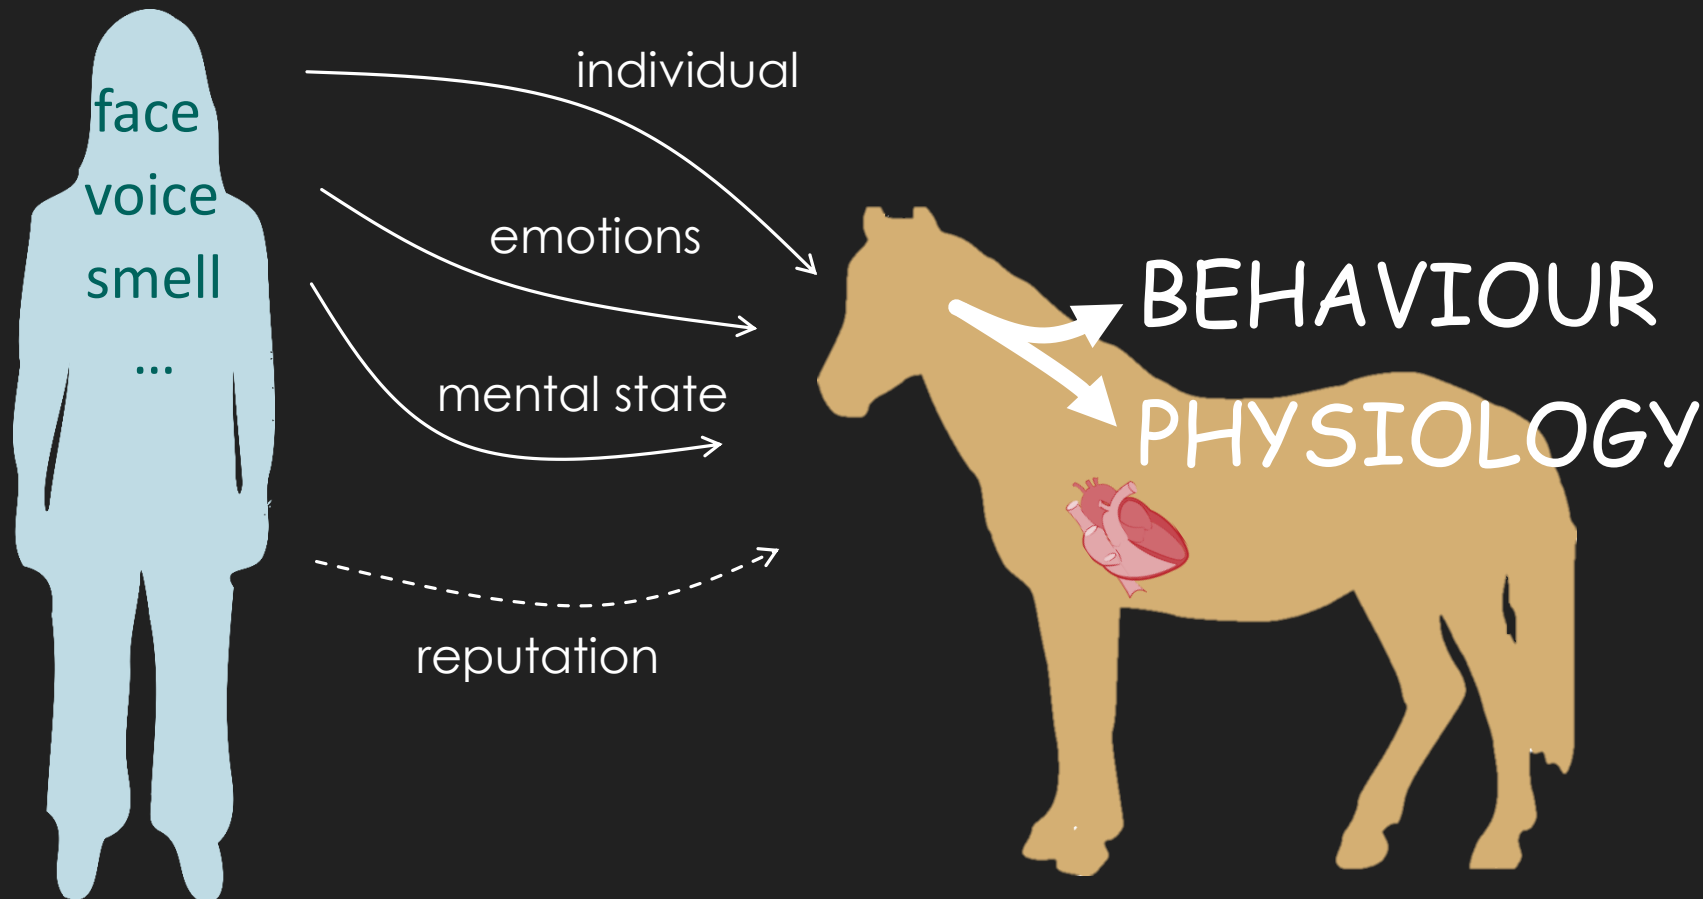 face
voice
smell
...
individual
emotions
mental state
reputation
BEHAVIOUR
PHYSIOLOGY